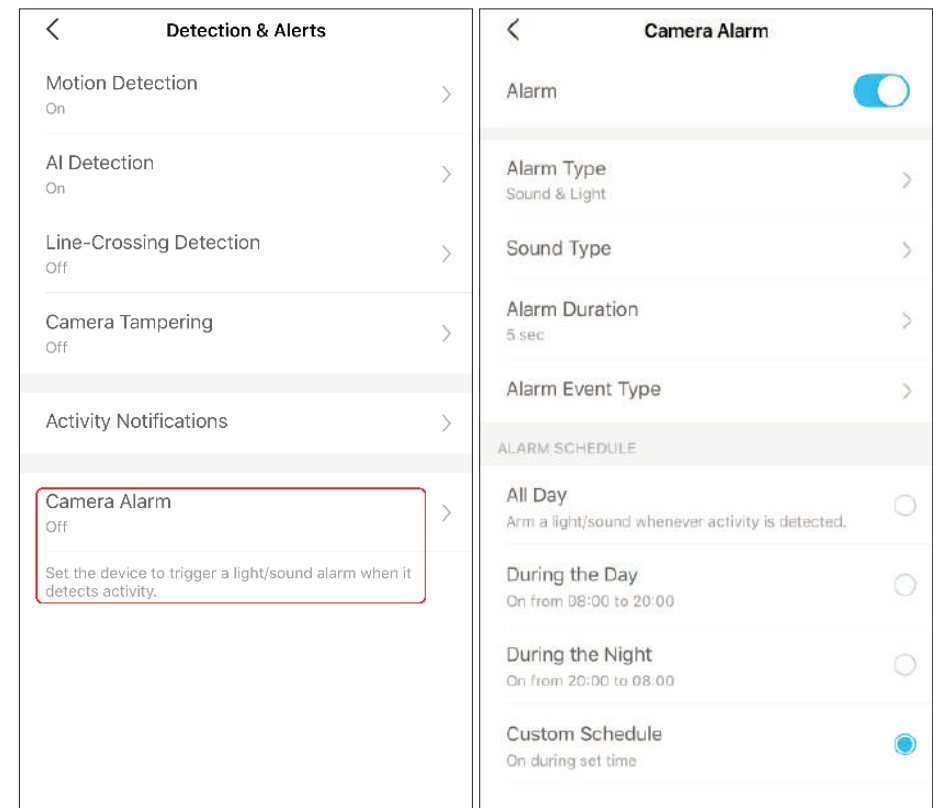 Detection & Alerts
Motion Detection
On
AI Detection
On
Line-Crossing Detection
Off
Camera Tampering
Off
Activity Notifications
Camera Alarm
Off
Set the device to trigger a light/sound alarm when it
detects activity.
Camera Alarm
Alarm
Alarm Type
Sound & Light
Sound Type
Alarm Duration
5 sec
Alarm Event Type
ALARM SCHEDULE
All Day
Arm a light/sound whenever activity is detected.
During the Day
On from 08:00 to 20:00
During the Night
On from 20:00 to 08:00
Custom Schedule
On during set time